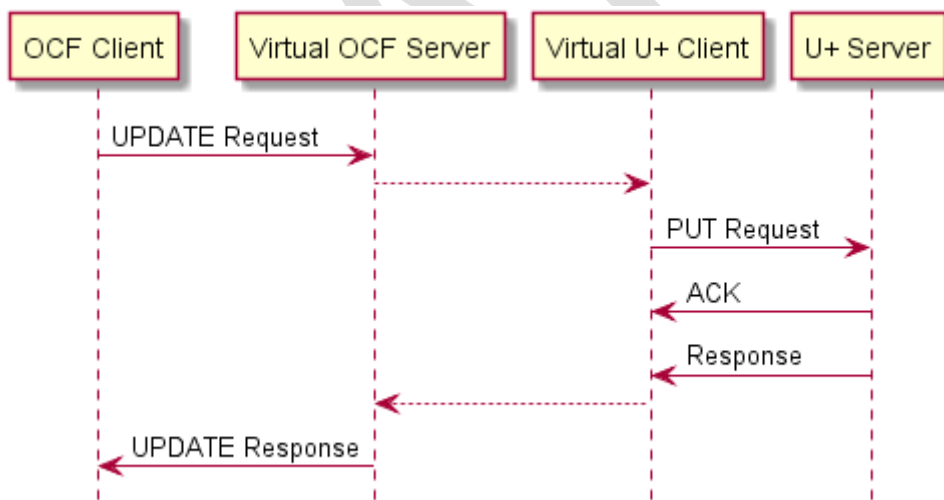 OCF Client
Virtual OCF Server
Virtual U+ Client
U+ Server
UPDATE Request
PUT Request
ACK
Response
UPDATE Response